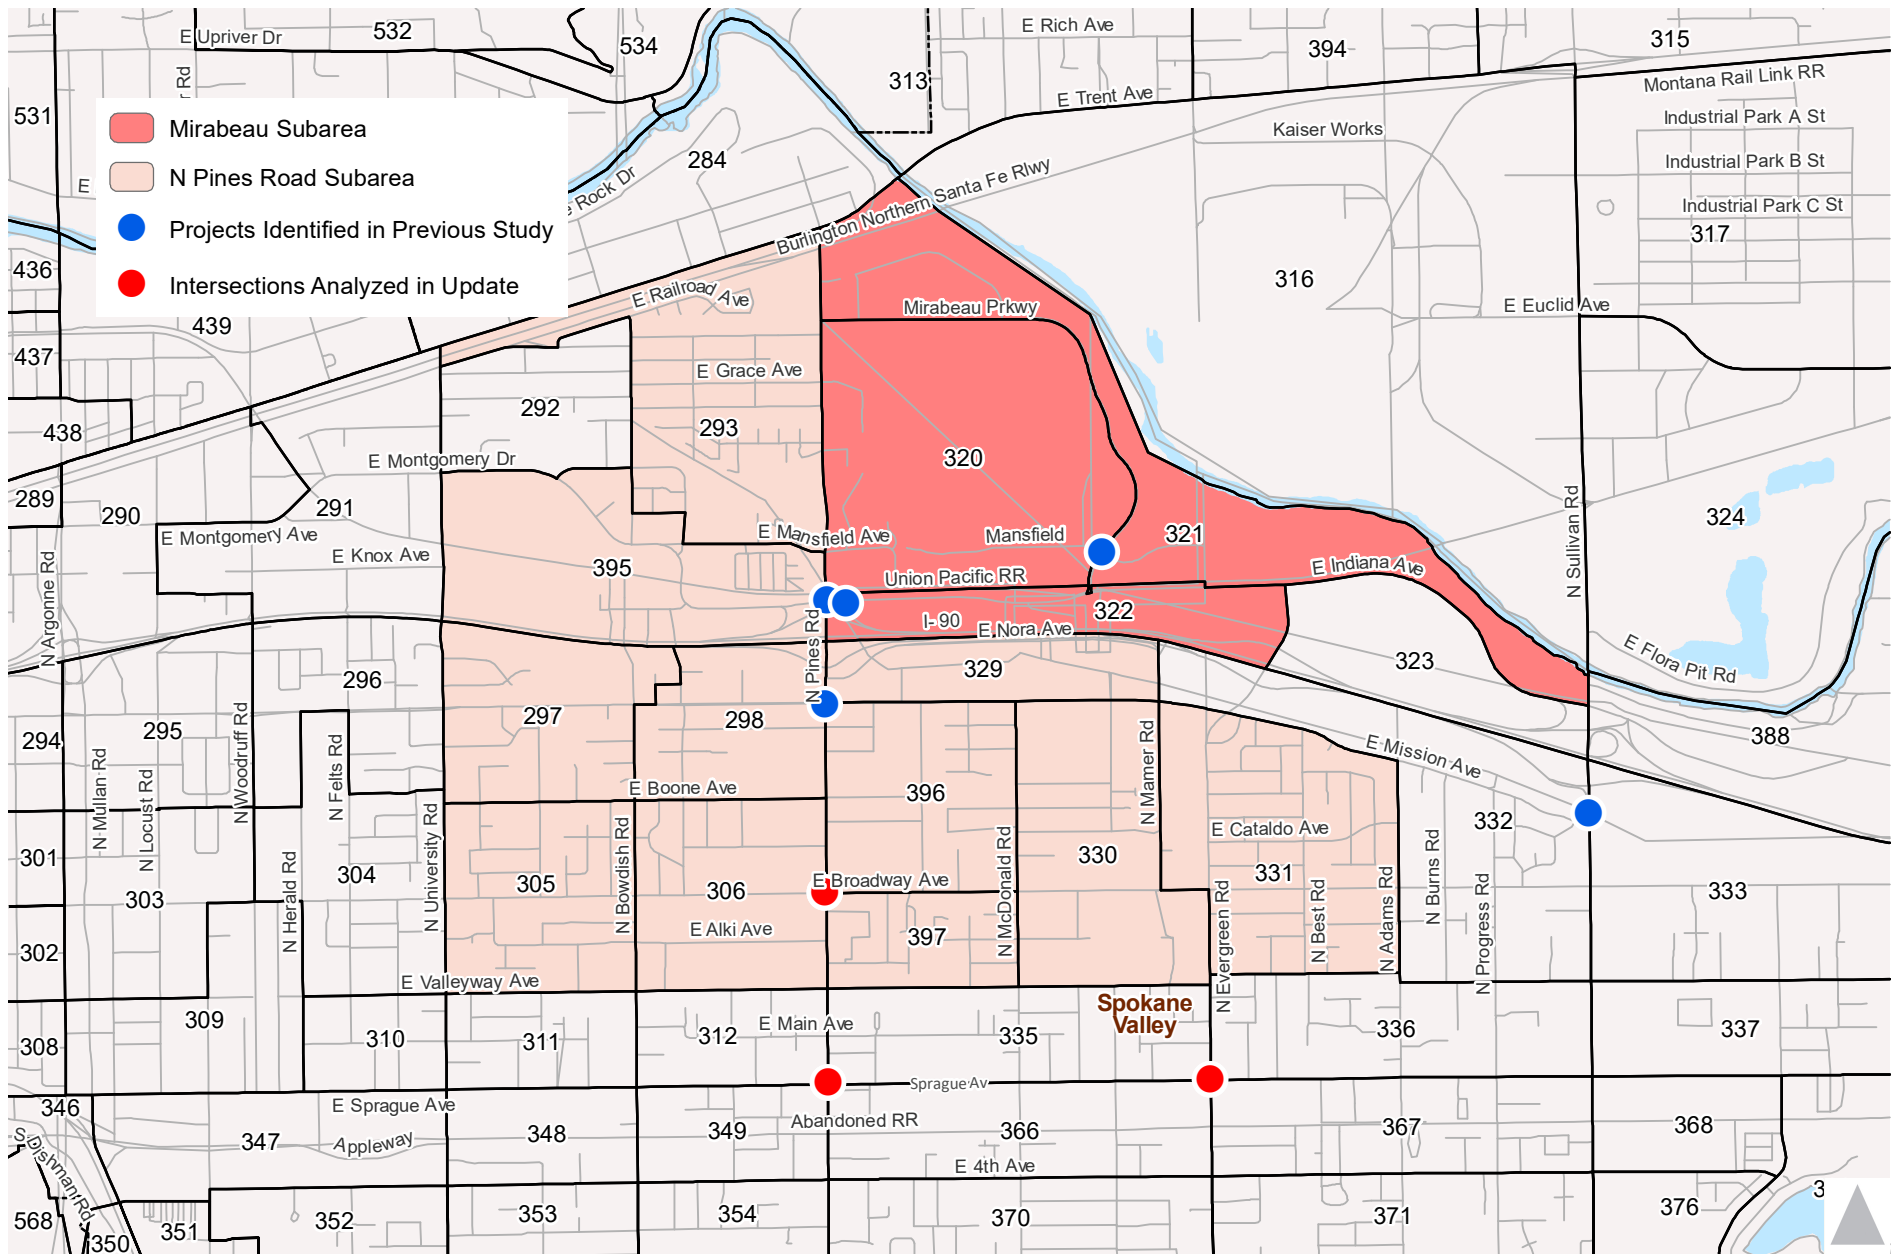 E Upriver Dr
532
534
313
E Rich Ave
394
315
r Rd
E Trent Ave
Montana Rail Link RR
531
Mirabeau Subarea
N Pines Road Subarea
Projects Identified in Previous Study
Intersections Analyzed in Update
E
284
e Rock Dr
Kaiser Works
Industrial Park A St
Industrial Park B St
Industrial Park C St
317
Burlington Northern Santa Fe Rlwy
436
439
437
438
E Railroad Ave
Mirabeau Prkwy
316
E Euclid Ave
E Grace Ave
292
293
320
E Montgomery Dr
289
290
291
E Montgomery Ave
E Knox Ave
N Argonne Rd
395
E Mansfield Ave
Mansfield
321
N Sullivan Rd
324
Union Pacific RR
E Indiana Ave
I-90
322
E Nora Ave
N Pines Rd
329
323
E Flora Pit Rd
296
297
298
294
295
388
N Mullan Rd
N Locust Rd
N Woodruff Rd
N Felts Rd
E Mission Ave
N Mamer Rd
E Boone Ave
396
301
303
304
N Herald Rd
N University Rd
305
N Bowdish Rd
306
E Broadway Ave
N McDonald Rd
330
E Cataldo Ave
331
332
333
N Burns Rd
N Evergreen Rd
N Best Rd
N Adams Rd
N Progress Rd
302
E Alki Ave
397
E Valleyway Ave
Spokane
Valley
309
308
310
311
312
E Main Ave
335
336
337
346
E Sprague Ave
Sprague Av
347
Appleway
348
349
Abandoned RR
366
367
368
S Dishman Rd
E 4th Ave
568
350
351
352
353
354
370
371
376
3